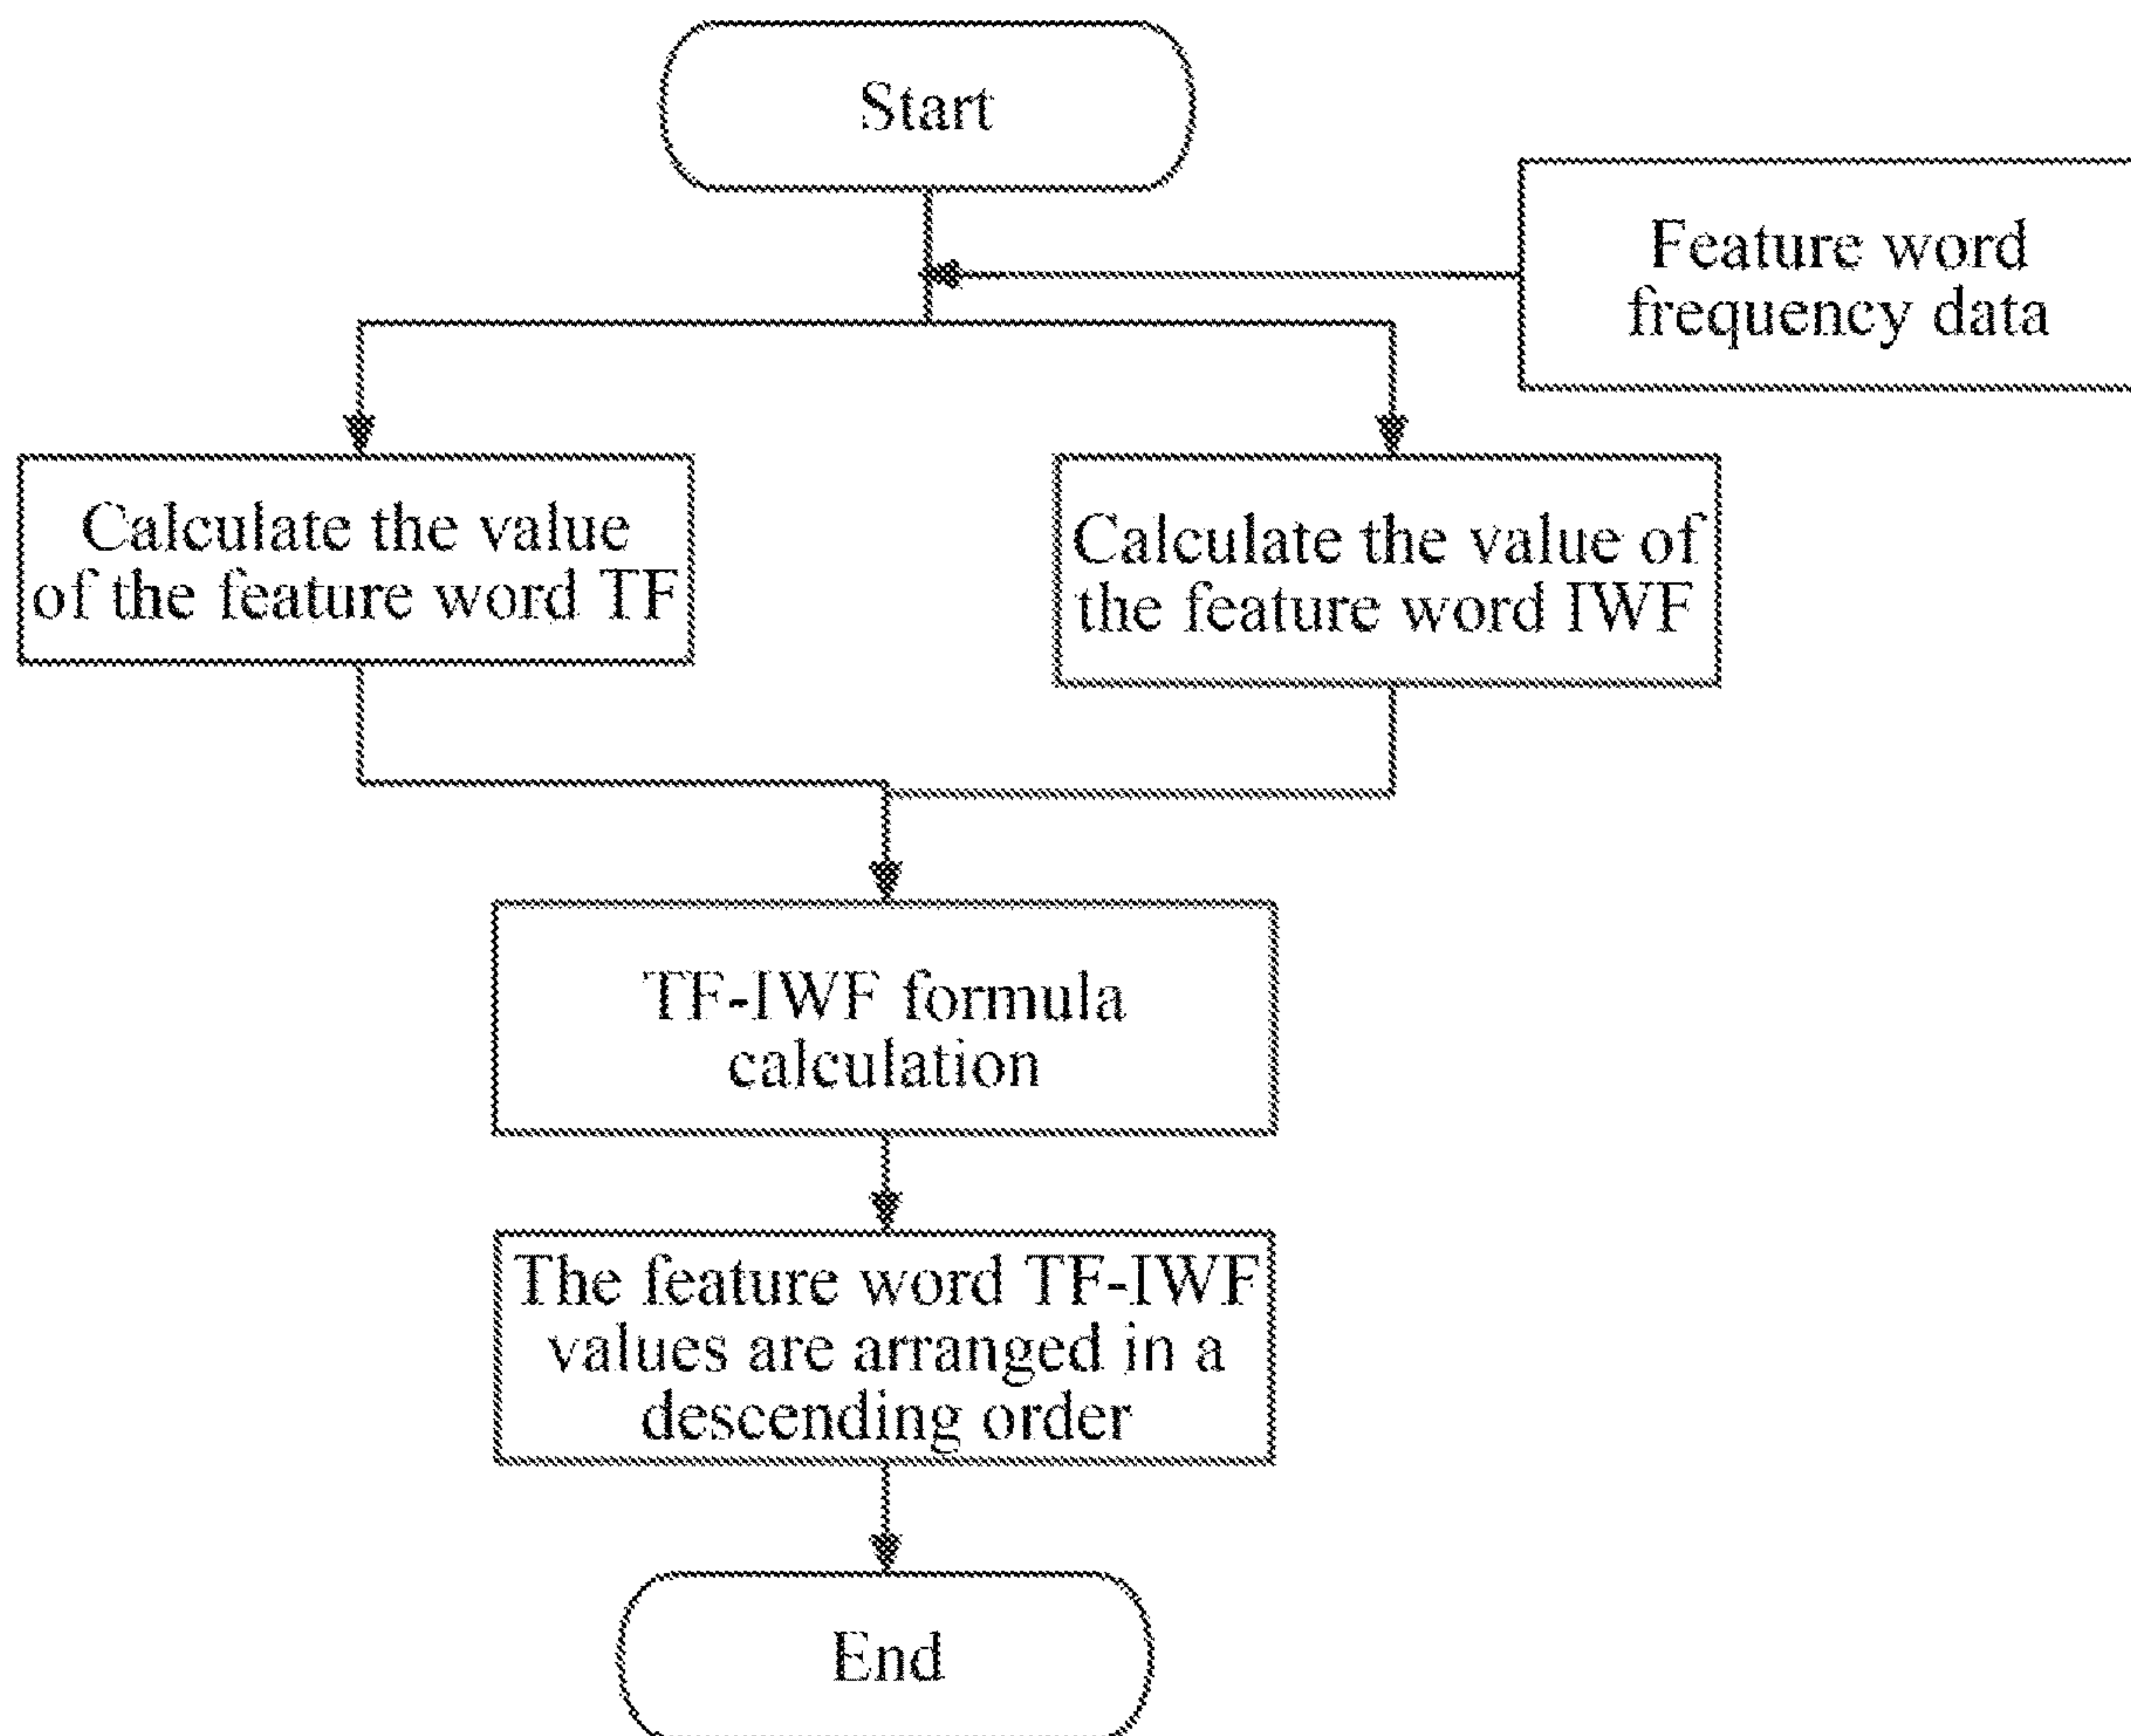 Start
Feature word
frequency data
Calculate the value
of the feature word TF
Calculate the value of
the feature word IWF
TF-IWF formula
calculation
The feature word TF-IWF
values are arranged in a
descending order
End